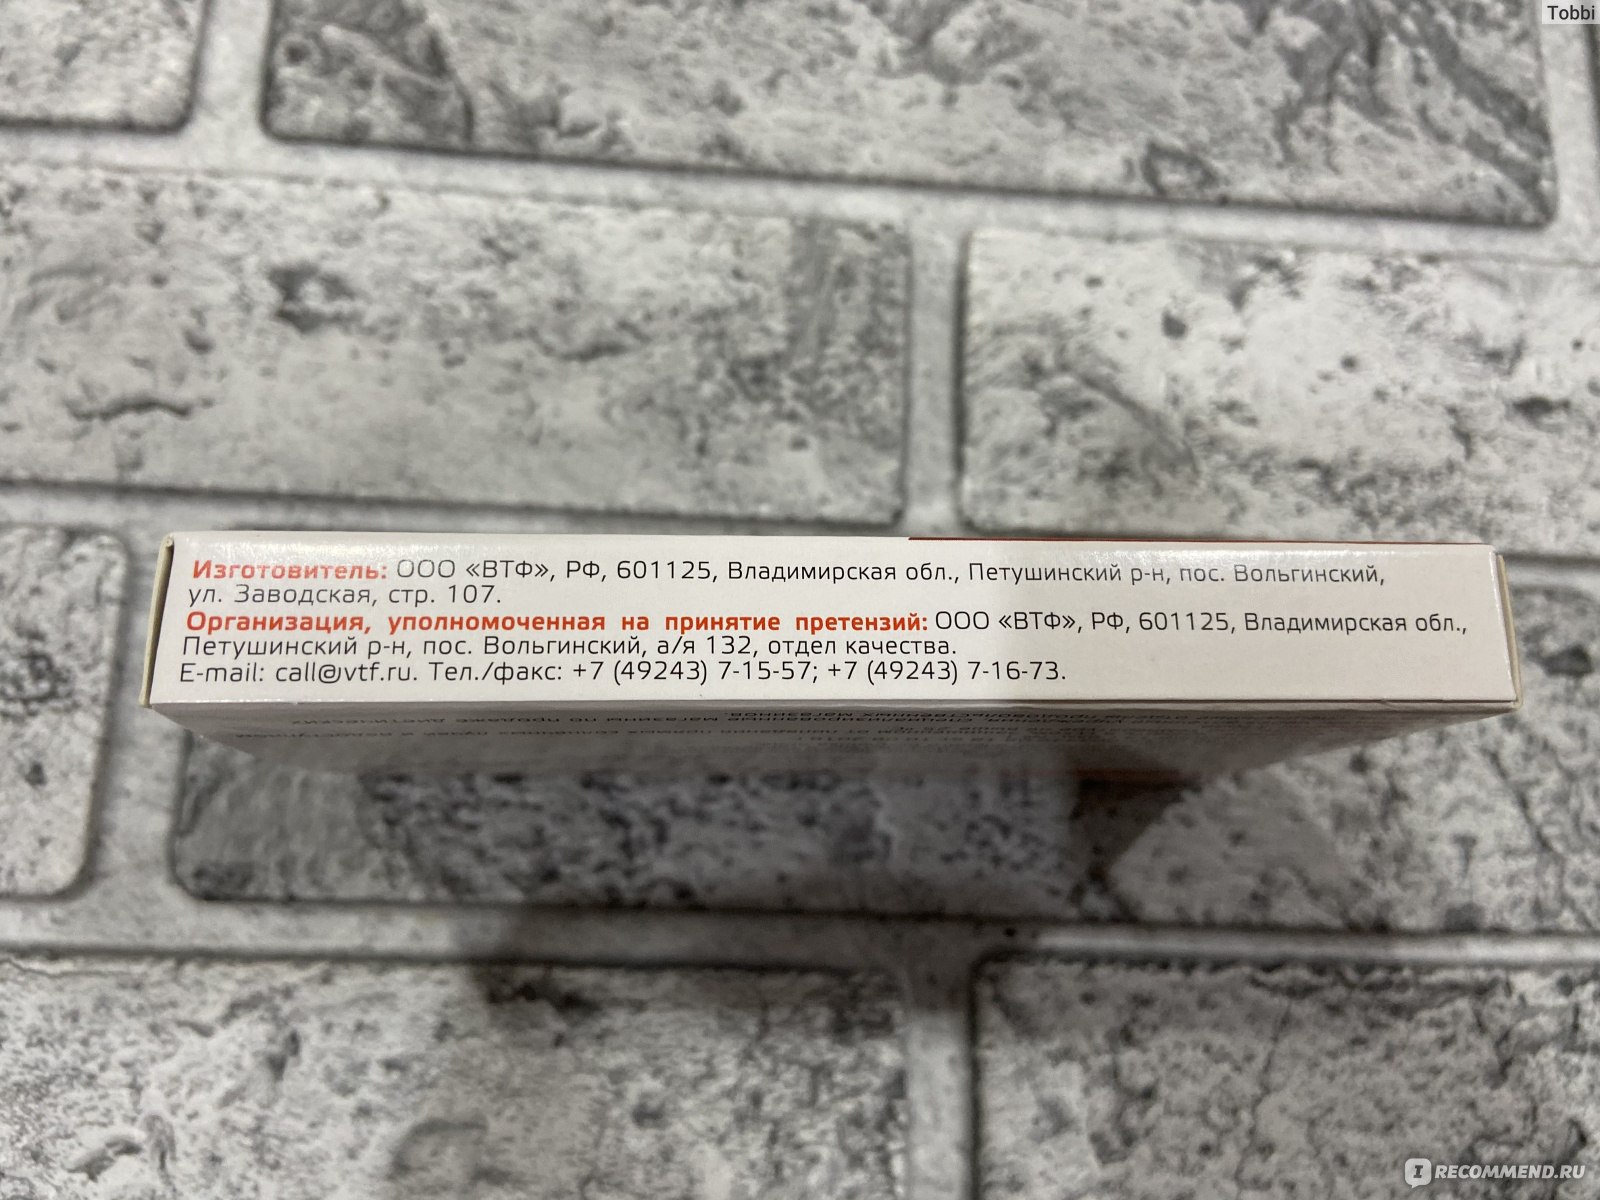 Tobbi
Изготовитель: ООО «ВТФ», РФ, 601125, Владимирская обл., Петушинский р-н, пос. Вольгинский,
ул. Заводская, стр. 107.
Организация, уполномоченная на принятие претензий: ООО «ВТФ», РФ, 601125, Владимирская обл.,
Петушинский р-н, пос. Вольгинский, а/я 132, отдел качества.
E-mail: call@vtf.ru. Тел./факс: +7 (49243) 7-15-57; +7 (49243) 7-16-73.
IRECOMMEND.RU